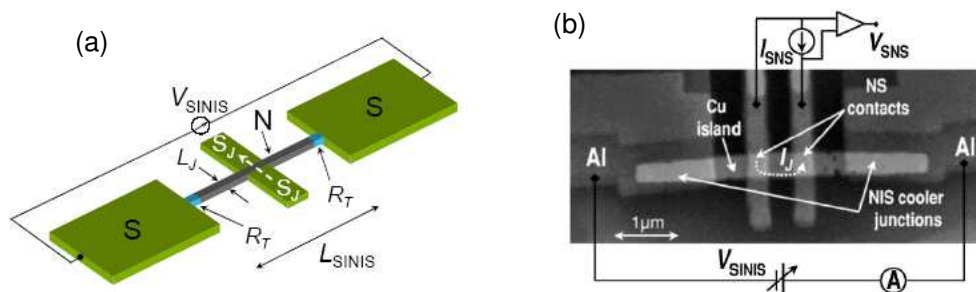 (a)
V_SINIS
S
N
S_J
L_J
S_J
R_T
S
R_T
L_SINIS
(b)
I_SNS
V_SNS
NS
contacts
Cu
island
Al
I_J
Al
NIS cooler
junctions
1μm
V_SINIS
A